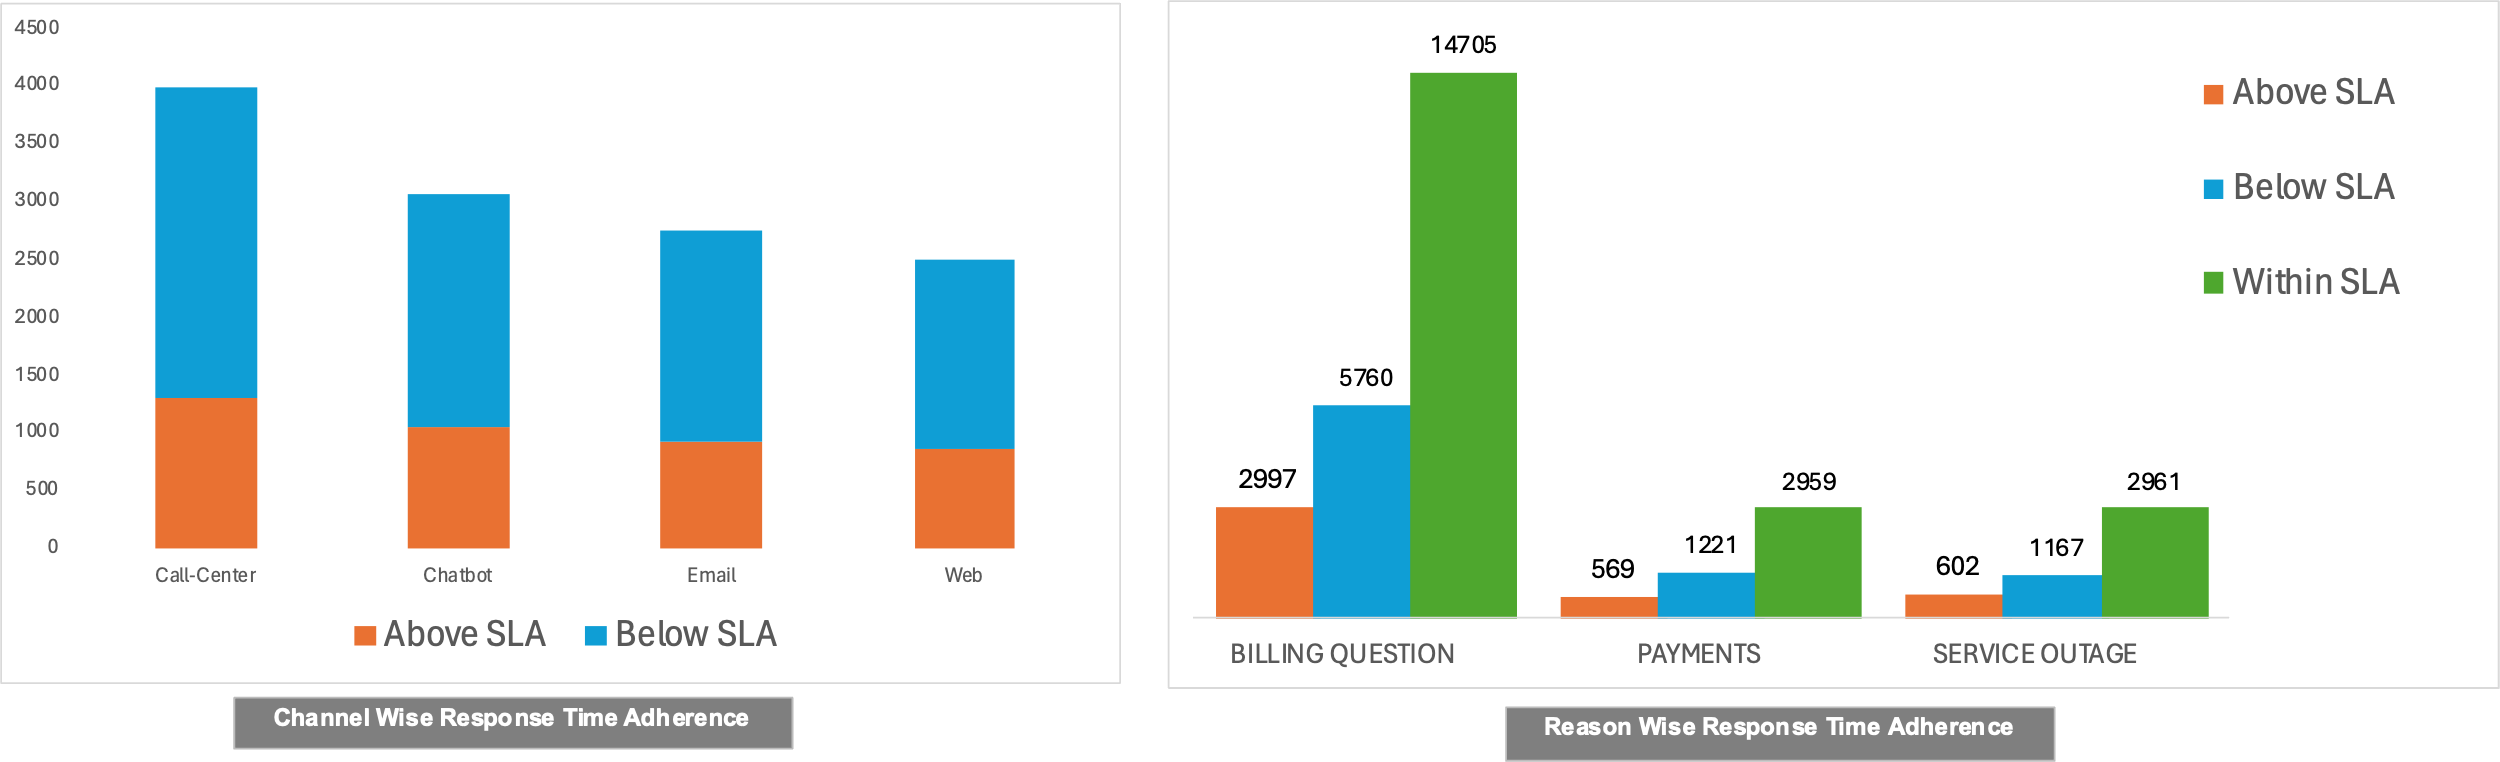 4500
4000
3500
3000
2500
2000
1500
1000
500
0
Call-Center Chatbot Email Web
Above SLA Below SLA
Channel Wise Response Time Adherence
14705
5760
2997
2959
1221
569
2961
1167
602
BILLING QUESTION PAYMENTS SERVICE OUTAGE
Above SLA
Below SLA
Within SLA
Reason Wise Response Time Adherence